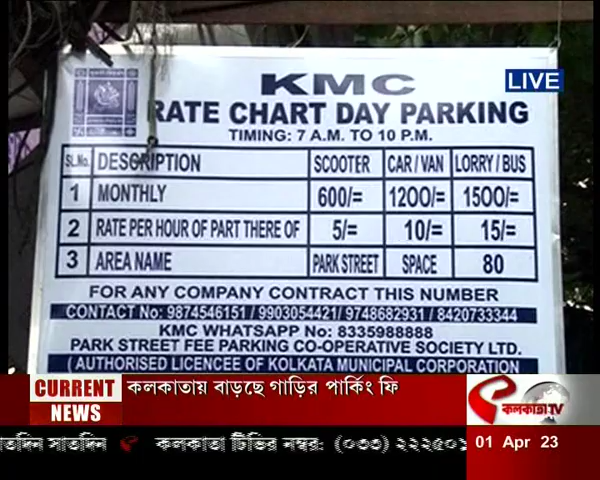 KMC
LIVE
RATE CHART DAY PARKING
TIMING: 7 A.M. TO 10 P.M.
SL.No. DESCRIPTION SCOOTER CAR/VAN LORRY/BUS
1 MONTHLY 600/= 1200/= 1500/=
2 RATE PER HOUR OF PART THERE OF 5/= 10/= 15/=
3 AREA NAME PARK STREET SPACE 80
FOR ANY COMPANY CONTRACT THIS NUMBER
CONTACT No: 9874546151/ 9903054421/ 9748682931 / 8420733344
KMC WHATSAPP No: 8335988888
PARK STREET FEE PARKING CO-OPERATIVE SOCIETY LTD.
( AUTHORISED LICENCEE OF KOLKATA MUNICIPAL CORPORATION
CURRENT NEWS
কলকাতায় বাড়ছে গাড়ির পার্কিং ফি
কলকাতা TV
সাতদিন কলকাতা টিভির নম্বর: (০৩৩) ২২২৫০১
01 Apr 23